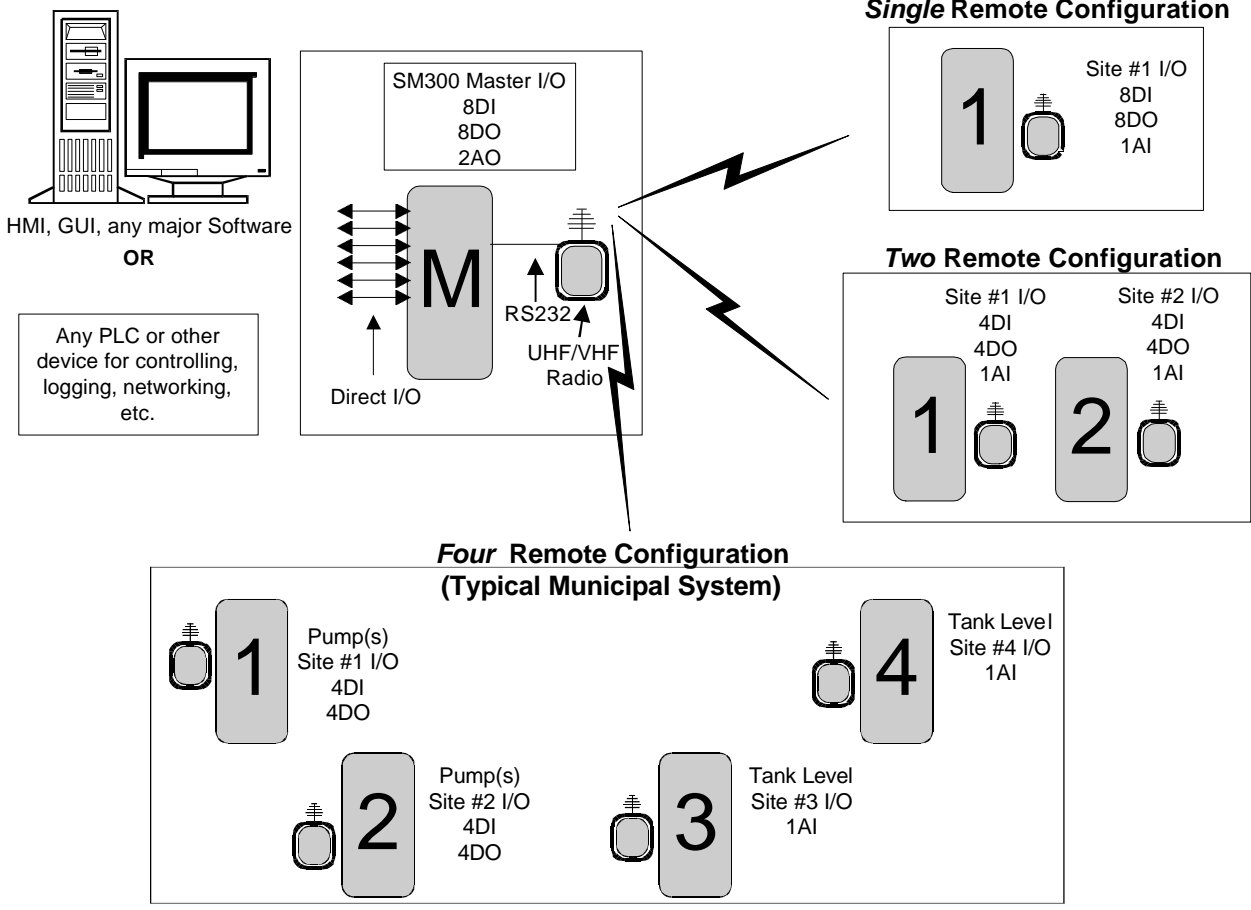 HMI, GUI, any major Software
OR
Any PLC or other
device for controlling,
logging, networking,
etc.
SM300 Master I/O
8DI
8DO
2AO
M
RS232
UHF/VHF
Radio
Direct I/O
Single Remote Configuration
1
Site #1 I/O
8DI
8DO
1AI
Two Remote Configuration
Site #1 I/O
4DI
4DO
1AI
1
Site #2 I/O
4DI
4DO
1AI
2
Four Remote Configuration
(Typical Municipal System)
1
Pump(s)
Site #1 I/O
4DI
4DO
2
Pump(s)
Site #2 I/O
4DI
4DO
3
Tank Level
Site #3 I/O
1AI
4
Tank Level
Site #4 I/O
1AI